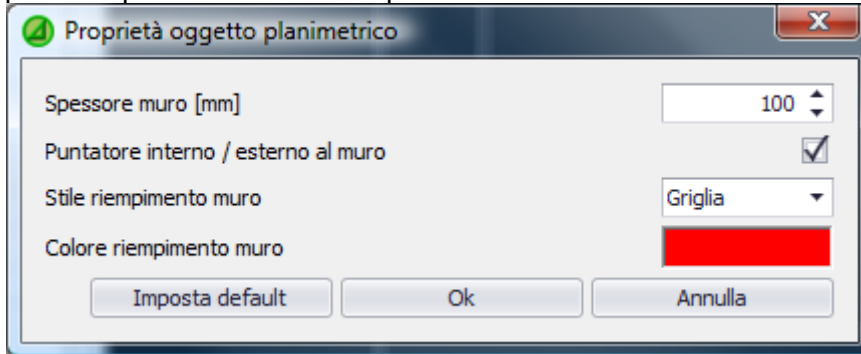 Proprietà oggetto planimetrico
Spessore muro [mm] 100
Puntatore interno / esterno al muro
Stile riempimento muro Griglia
Colore riempimento muro
Imposta default Ok Annulla